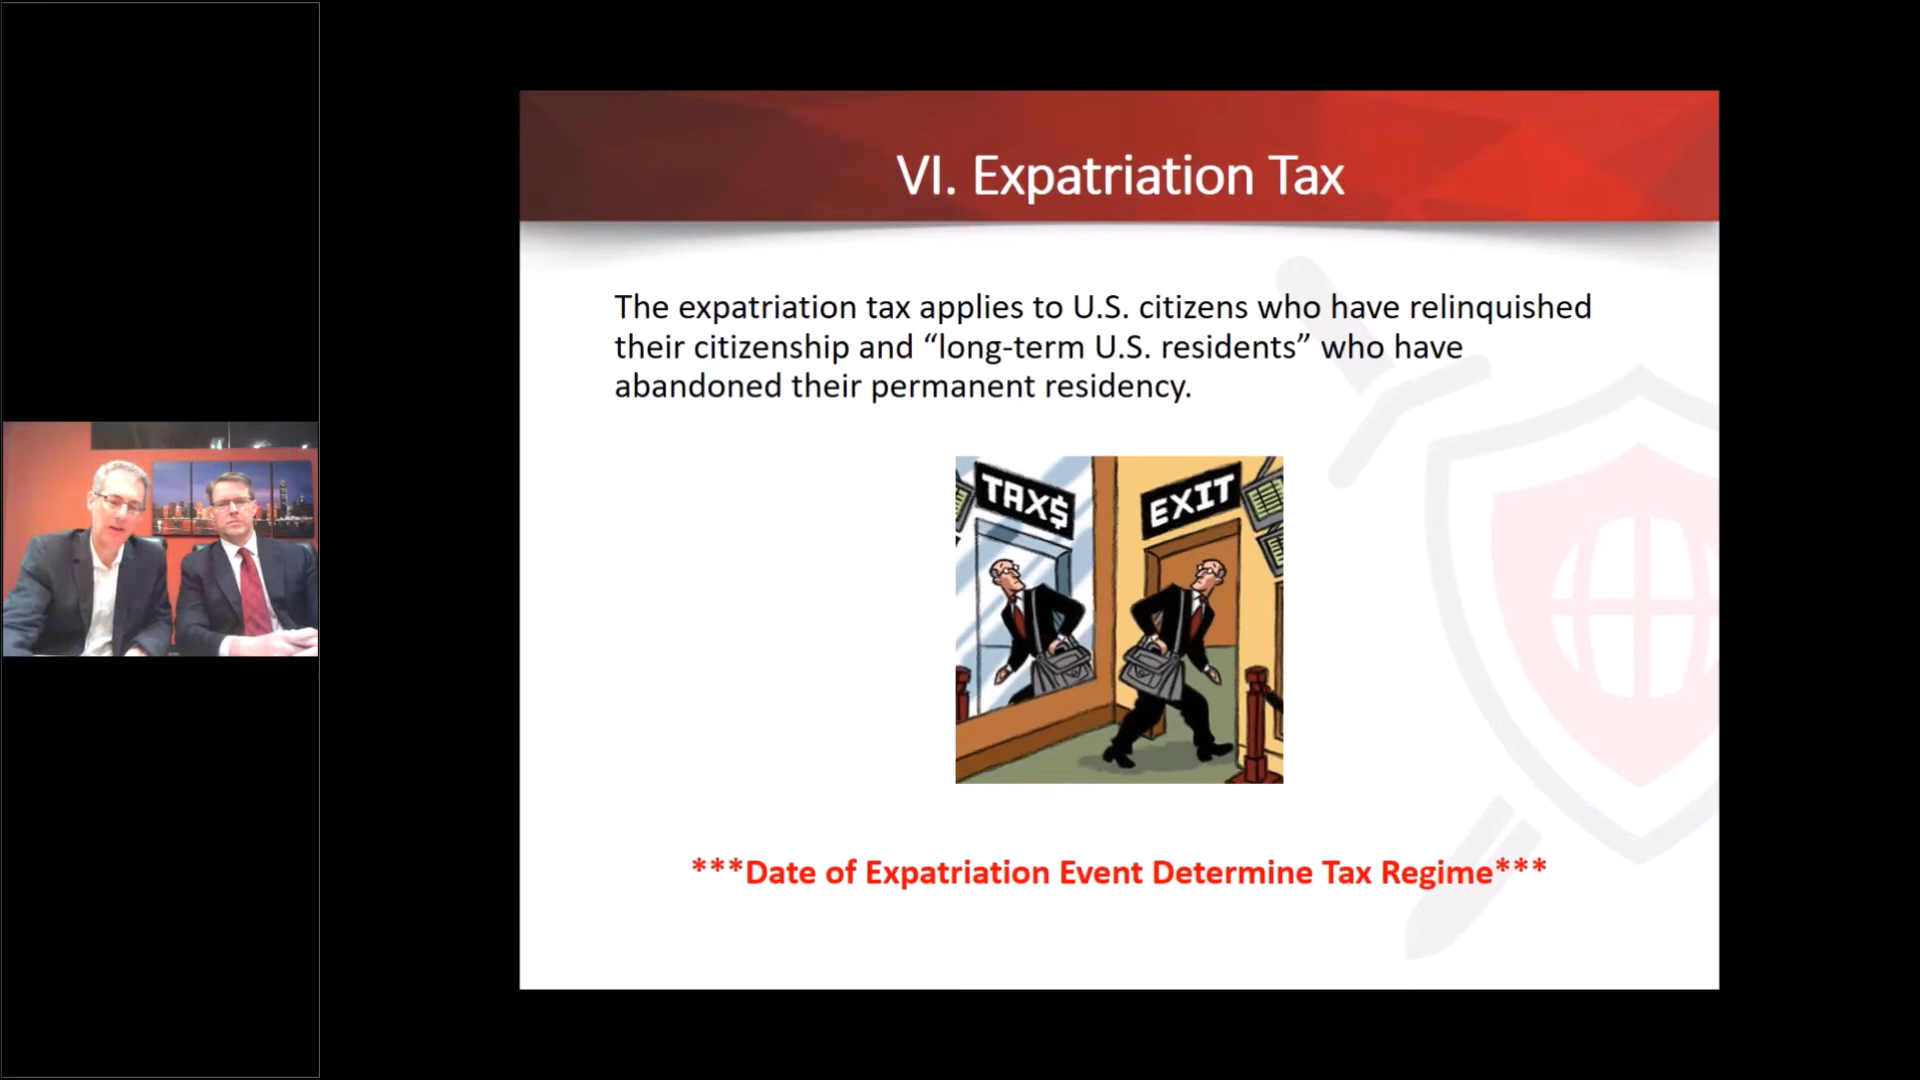 VI. Expatriation Tax
The expatriation tax applies to U.S. citizens who have relinquished
their citizenship and “long-term U.S. residents” who have
abandoned their permanent residency.
TAX$
EXIT
***Date of Expatriation Event Determine Tax Regime***